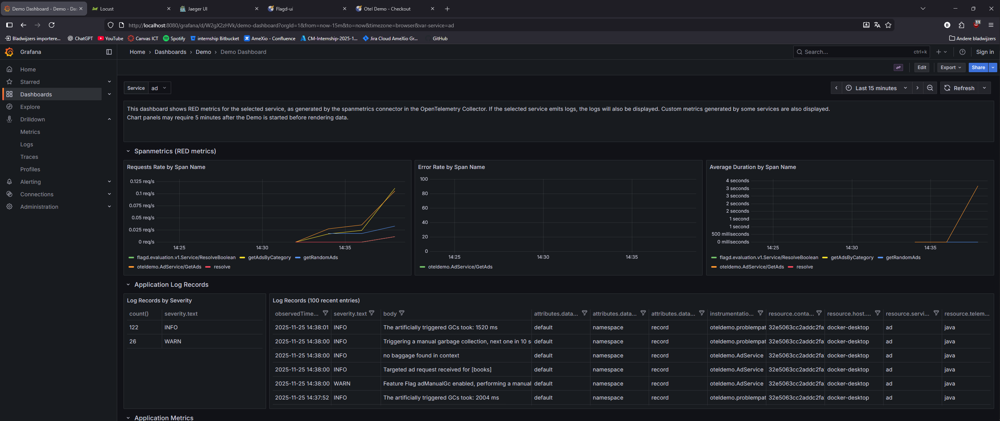 Demo Dashboard - Demo - Das
Locust
Jaeger UI
Flagd-ui
Otel Demo - Checkout
http://localhost:8080/grafana/d/W2gX2zHVk/demo-dashboard?orgId=1&from=now-15m&to=now&timezone=browser&var-service=ad
B
11
Bladwijzers importere... ChatGPT YouTube Canvas ICT Spotify internship Bitbucket AmeXio - Confluence CM-Internship-2025-1... Jira Cloud AmeXio Gr... GitHub Andere bladwijzers
Grafana
Home › Dashboards › Demo › Demo Dashboard
Search... ctrl+k
Sign in
Home
Starred
Dashboards
Explore
Drilldown
Metrics
Logs
Traces
Profiles
Alerting
Connections
Administration
Edit Export Share
Service ad
Last 15 minutes Refresh
This dashboard shows RED metrics for the selected service, as generated by the spanmetrics connector in the OpenTelemetry Collector. If the selected service emits logs, the logs will also be displayed. Custom metrics generated by some services are also displayed.
Chart panels may require 5 minutes after the Demo is started before rendering data.
Spanmetrics (RED metrics)
Requests Rate by Span Name
0.125 req/s
0.1 req/s
0.075 req/s
0.05 req/s
0.025 req/s
0 req/s
14:25 14:30 14:35
flagd.evaluation.v1.Service/ResolveBoolean getAdsByCategory getRandomAds
oteldemo.AdService/GetAds resolve
Error Rate by Span Name
100
80
60
40
20
0
14:25 14:30 14:35
oteldemo.AdService/GetAds
Average Duration by Span Name
4 seconds
3 seconds
3 seconds
2 seconds
2 seconds
1 second
1 second
500 milliseconds
0 milliseconds
14:25 14:30 14:35
flagd.evaluation.v1.Service/ResolveBoolean getAdsByCategory getRandomAds
oteldemo.AdService/GetAds resolve
Application Log Records
Log Records by Severity
count() severity.text
122 INFO
26 WARN
Log Records (100 recent entries)
observedTime... severity.text body attributes.data... attributes.data... attributes.data... instrumentatio... resource.conta... resource.host.... resource.servi... resource.telem...
2025-11-25 14:38:01 INFO The artificially triggered GCs took: 1520 ms default namespace record oteldemo.problempat 32e5063cc2addc2fa docker-desktop ad java
2025-11-25 14:38:00 INFO Triggering a manual garbage collection, next one in 10 s default namespace record oteldemo.problempat 32e5063cc2addc2fa docker-desktop ad java
2025-11-25 14:38:00 INFO no baggage found in context default namespace record oteldemo.AdService 32e5063cc2addc2fa docker-desktop ad java
2025-11-25 14:38:00 INFO Targeted ad request received for [books] default namespace record oteldemo.AdService 32e5063cc2addc2fa docker-desktop ad java
2025-11-25 14:38:00 WARN Feature Flag adManualGc enabled, performing a manual default namespace record oteldemo.AdService 32e5063cc2addc2fa docker-desktop ad java
2025-11-25 14:37:52 INFO The artificially triggered GCs took: 2004 ms default namespace record oteldemo.problempat 32e5063cc2addc2fa docker-desktop ad java
Application Metrics